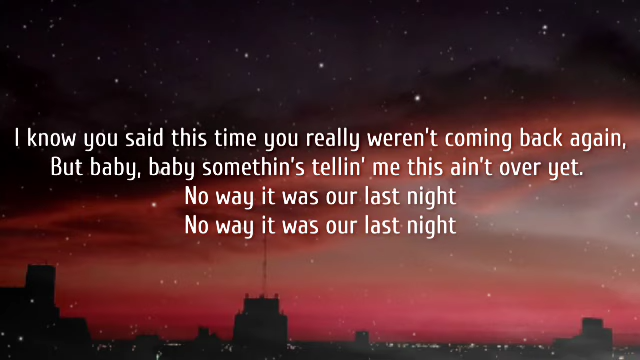 I know you said this time you really weren't coming back again,
But baby, baby somethin's tellin' me this ain't over yet.
No way it was our last night
No way it was our last night